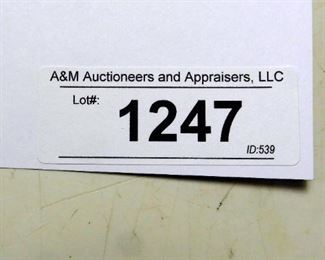 A&M Auctioneers and Appraisers, LLC
Lot#: 1247
ID:539